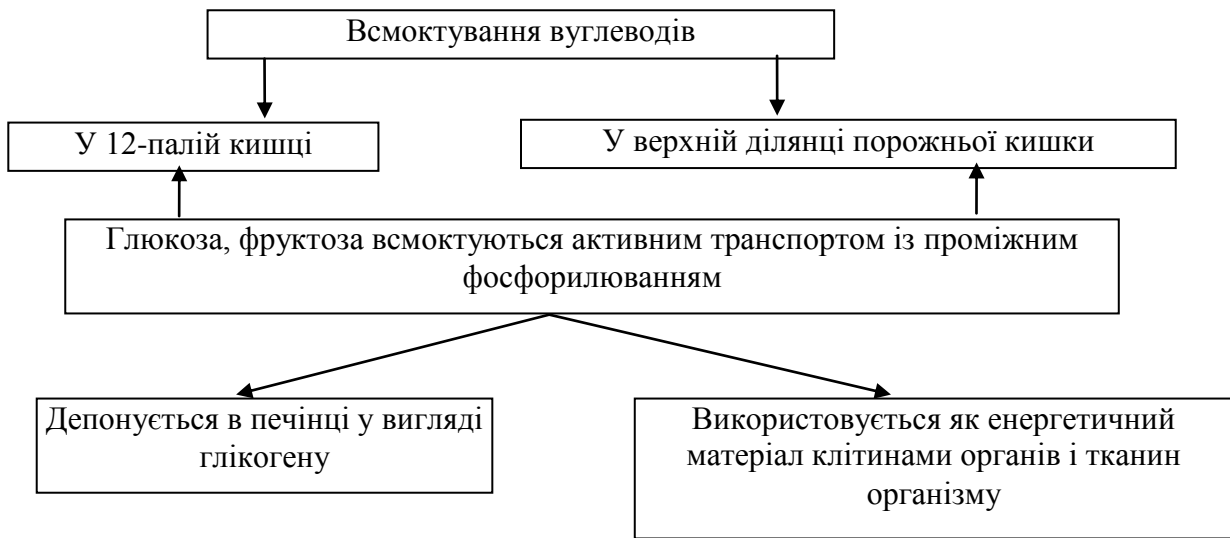 Всмоктування вуглеводів
У 12-палій кишці
У верхній ділянці порожньої кишки
Глюкоза, фруктоза всмоктуються активним транспортом із проміжним
фосфорилюванням
Депонується в печінці у вигляді
глікогену
Використовується як енергетичний
матеріал клітинами органів і тканин
організму